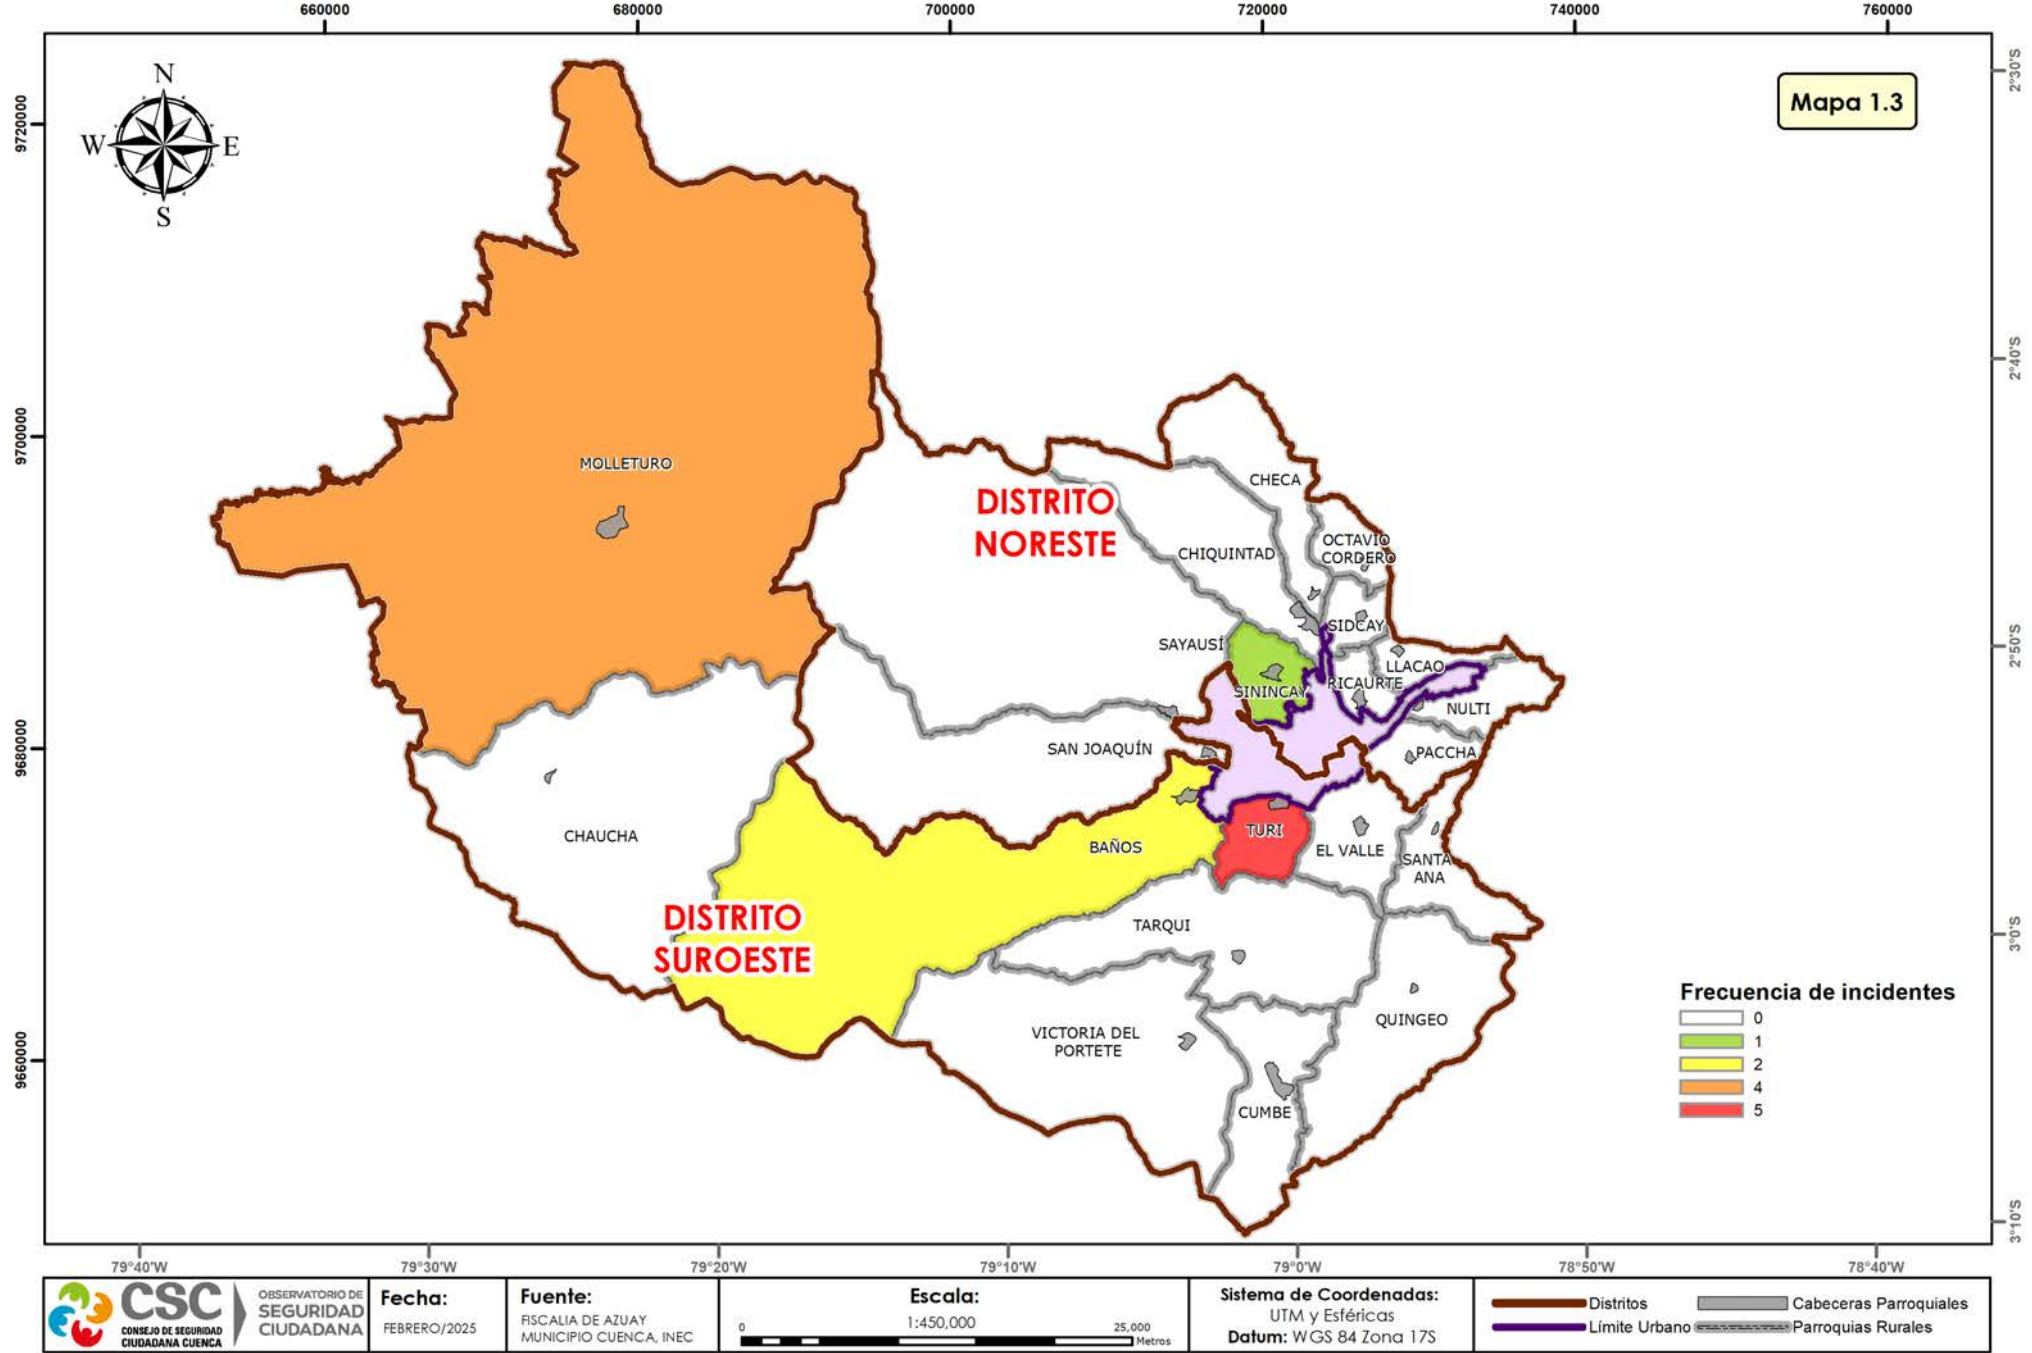 660000
680000
700000
720000
740000
760000
2°30'S
Mapa 1.3
N
W
E
S
9720000
2°40'S
9700000
MOLLETURO
CHECA
DISTRITO
NORESTE
OCTAVIO
CORDERO
CHIQUINTAD
SIDCAY
SAYAUSÍ
2°50'S
LLACAO
RICAURTE
SININCAY
NULTI
SAN JOAQUÍN
PACCHA
9680000
CHAUCHA
TURI
BAÑOS
EL VALLE
SANTA
ANA
DISTRITO
SUROESTE
TARQUI
3°0'S
Frecuencia de incidentes
0
1
2
4
5
QUINGEO
VICTORIA DEL
PORTETE
9660000
CUMBE
3°10'S
79°40'W
79°30'W
79°20'W
79°10'W
79°0'W
78°50'W
78°40'W
CSC
CONSEJO DE SEGURIDAD
CIUDADANA CUENCA
OBSERVATORIO DE
SEGURIDAD
CIUDADANA
Fecha:
FEBRERO/2025
Fuente:
FISCALIA DE AZUAY
MUNICIPIO CUENCA, INEC
Escala:
1:450,000
0
25,000
Metros
Sistema de Coordenadas:
UTM y Esféricas
Datum: WGS 84 Zona 17S
Distritos
Límite Urbano
Cabeceras Parroquiales
Parroquias Rurales